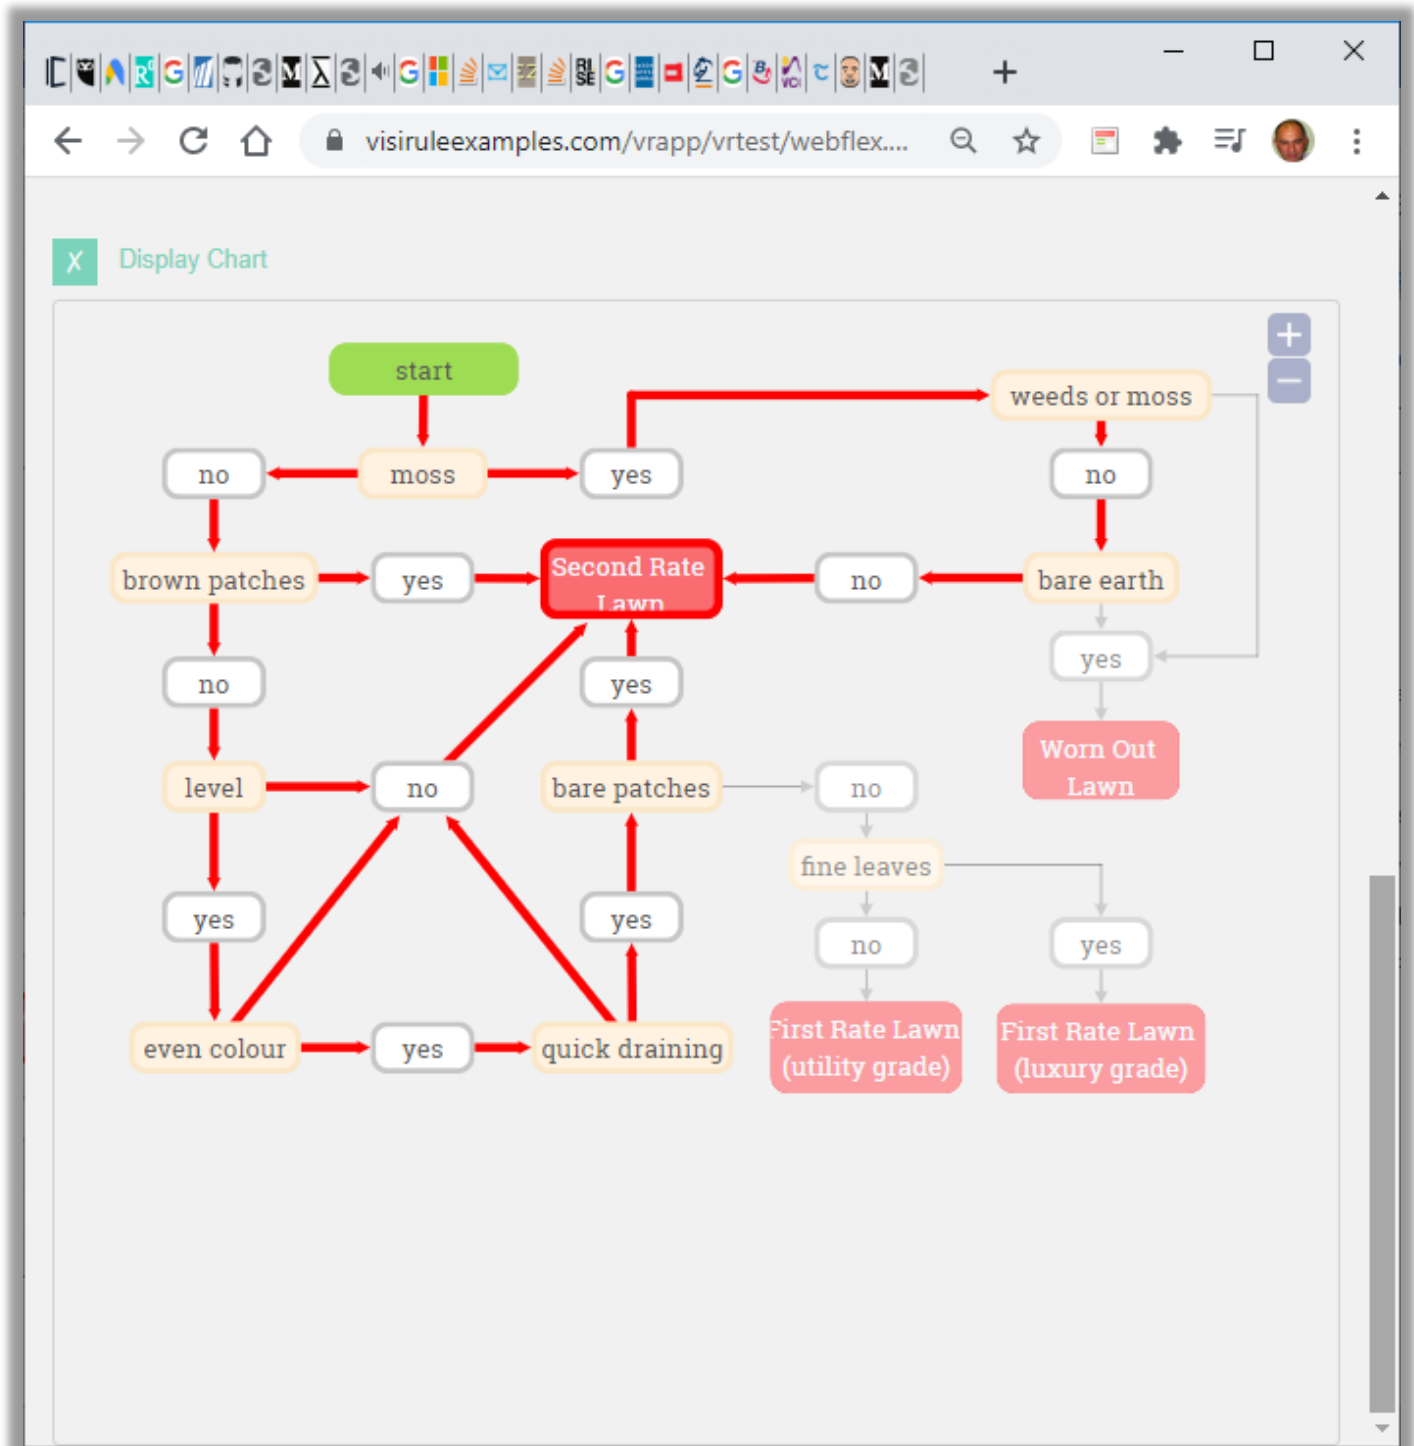 visiruleexamples.com/vrapp/vrtest/webflex....
X Display Chart
start
weeds or moss
no
moss
yes
no
brown patches
yes
Second Rate
Lawn
no
bare earth
no
yes
yes
Worn Out
Lawn
level
no
bare patches
no
fine leaves
yes
yes
no
yes
even colour
yes
quick draining
First Rate Lawn
(utility grade)
First Rate Lawn
(luxury grade)